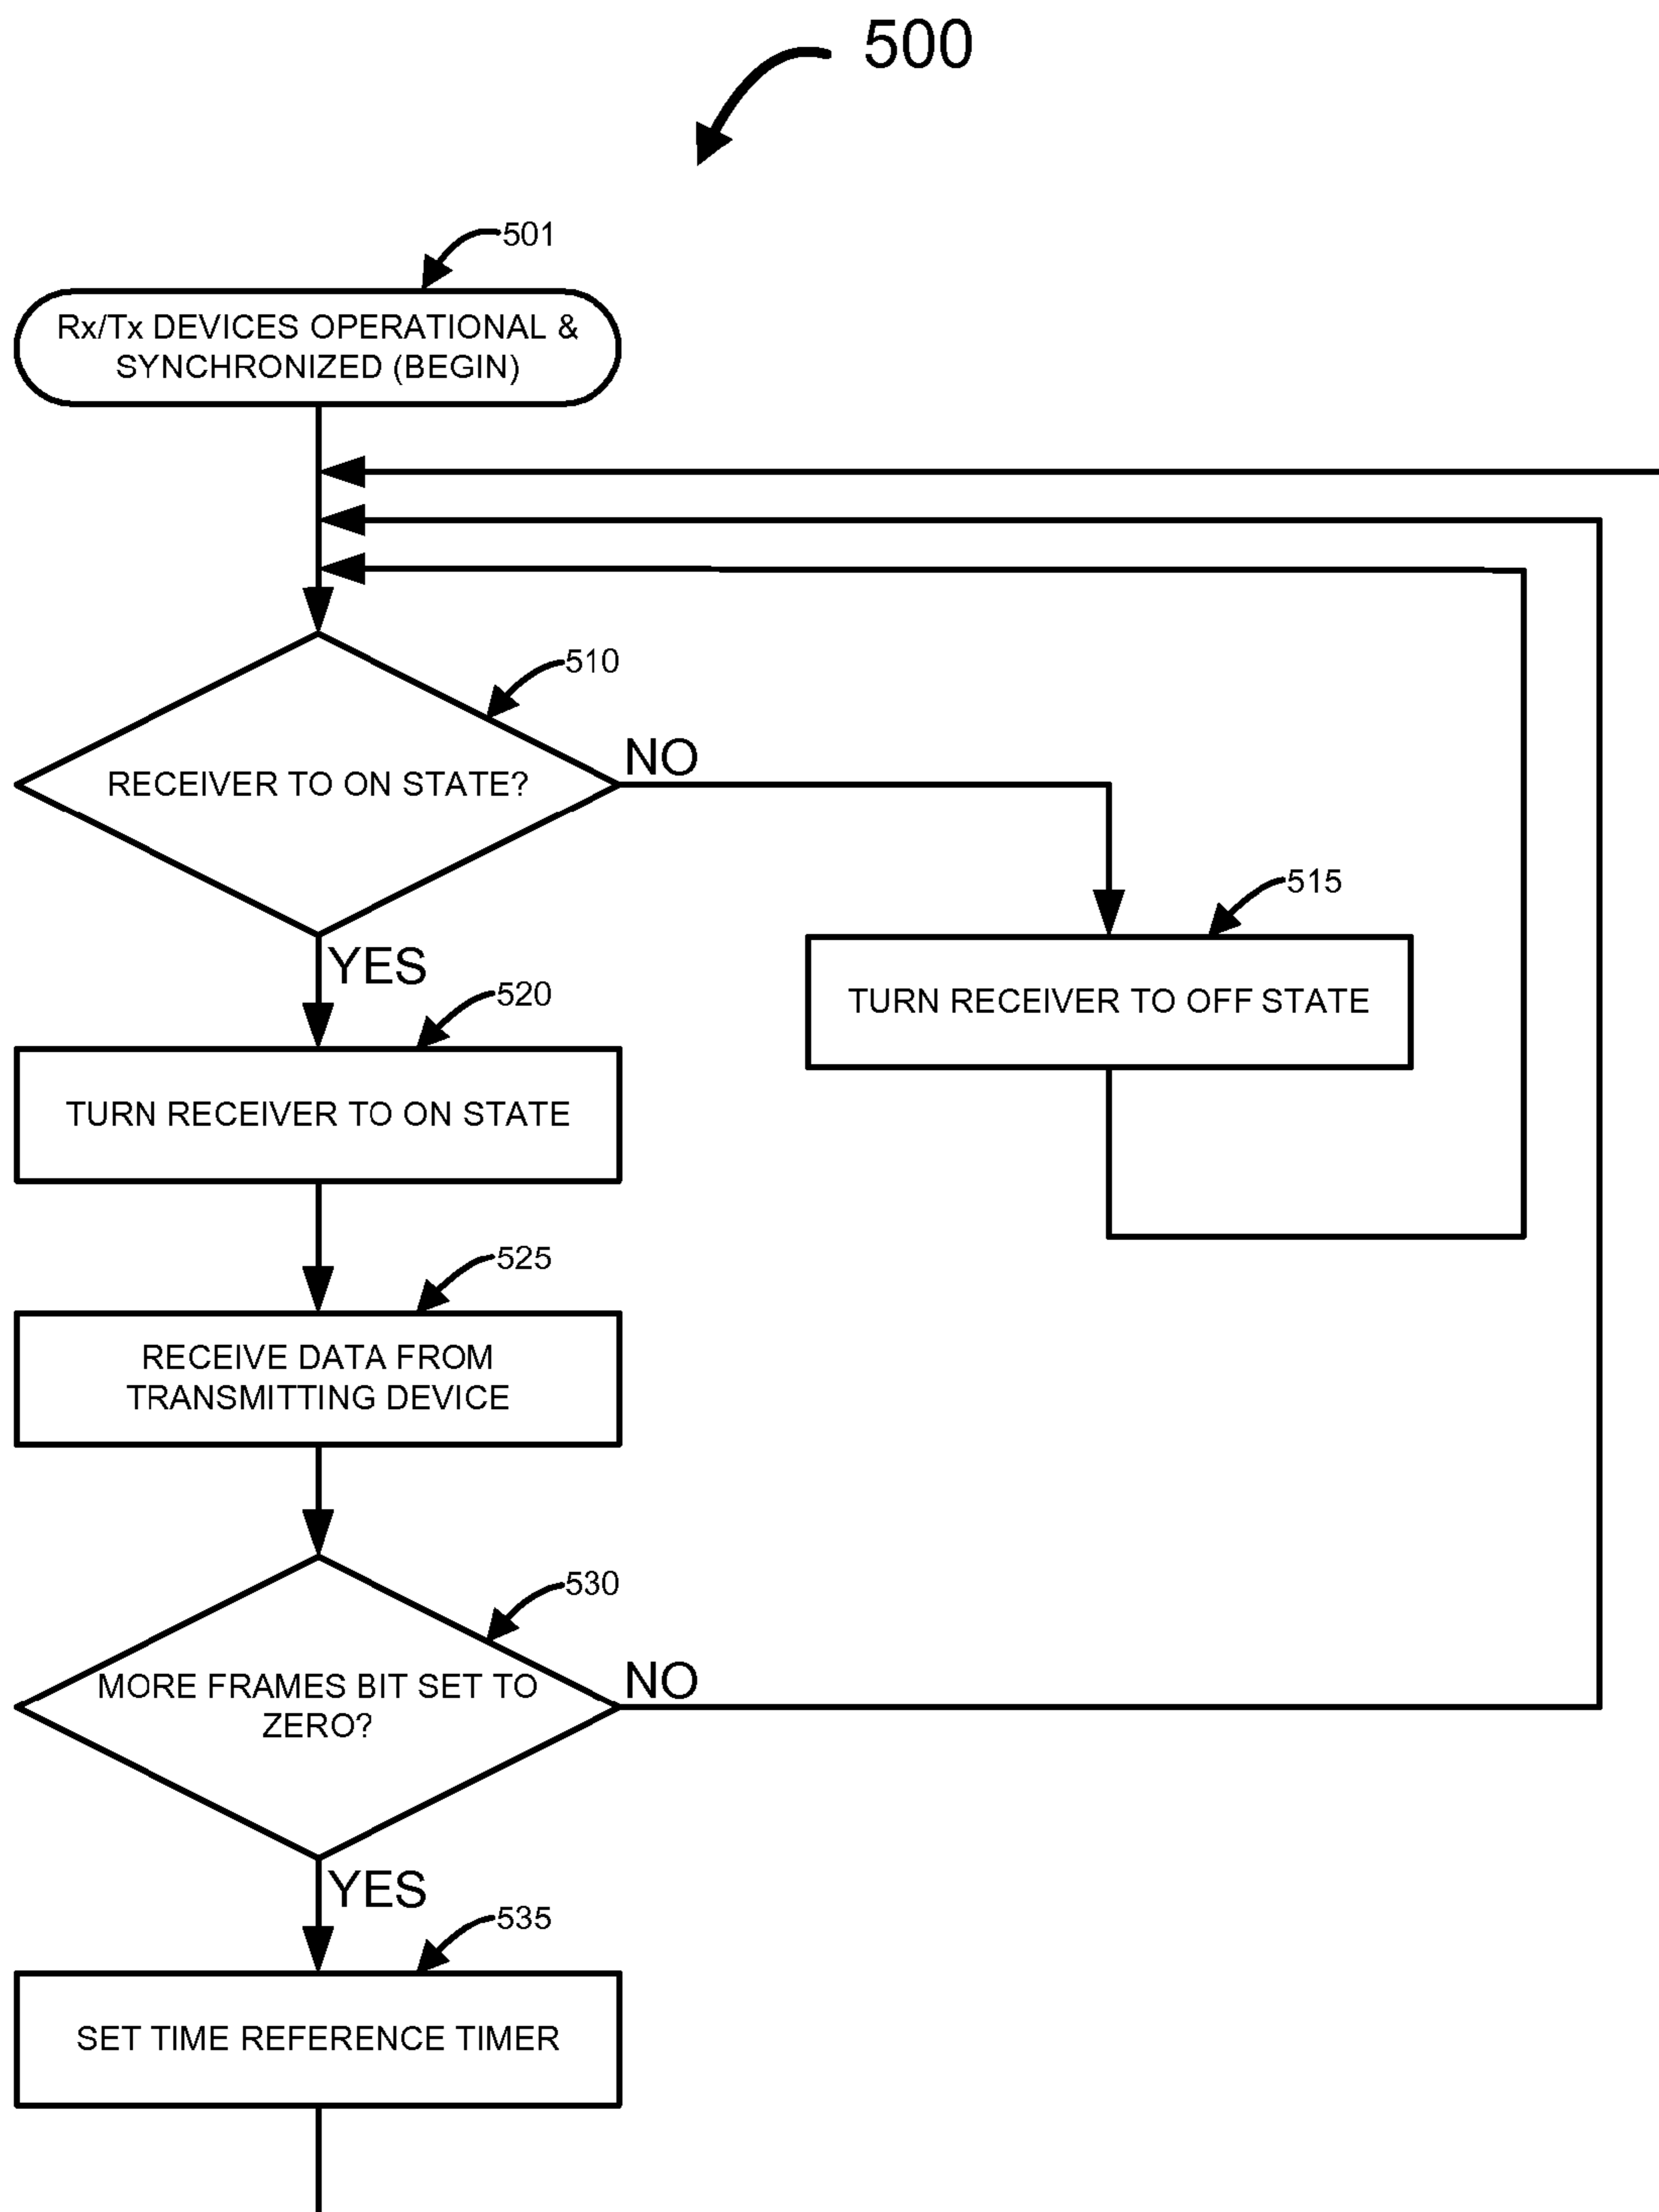 500
501
Rx/Tx DEVICES OPERATIONAL &
SYNCHRONIZED (BEGIN)
510
RECEIVER TO ON STATE?
NO
515
TURN RECEIVER TO OFF STATE
YES
520
TURN RECEIVER TO ON STATE
525
RECEIVE DATA FROM
TRANSMITTING DEVICE
530
MORE FRAMES BIT SET TO
ZERO?
NO
YES
535
SET TIME REFERENCE TIMER